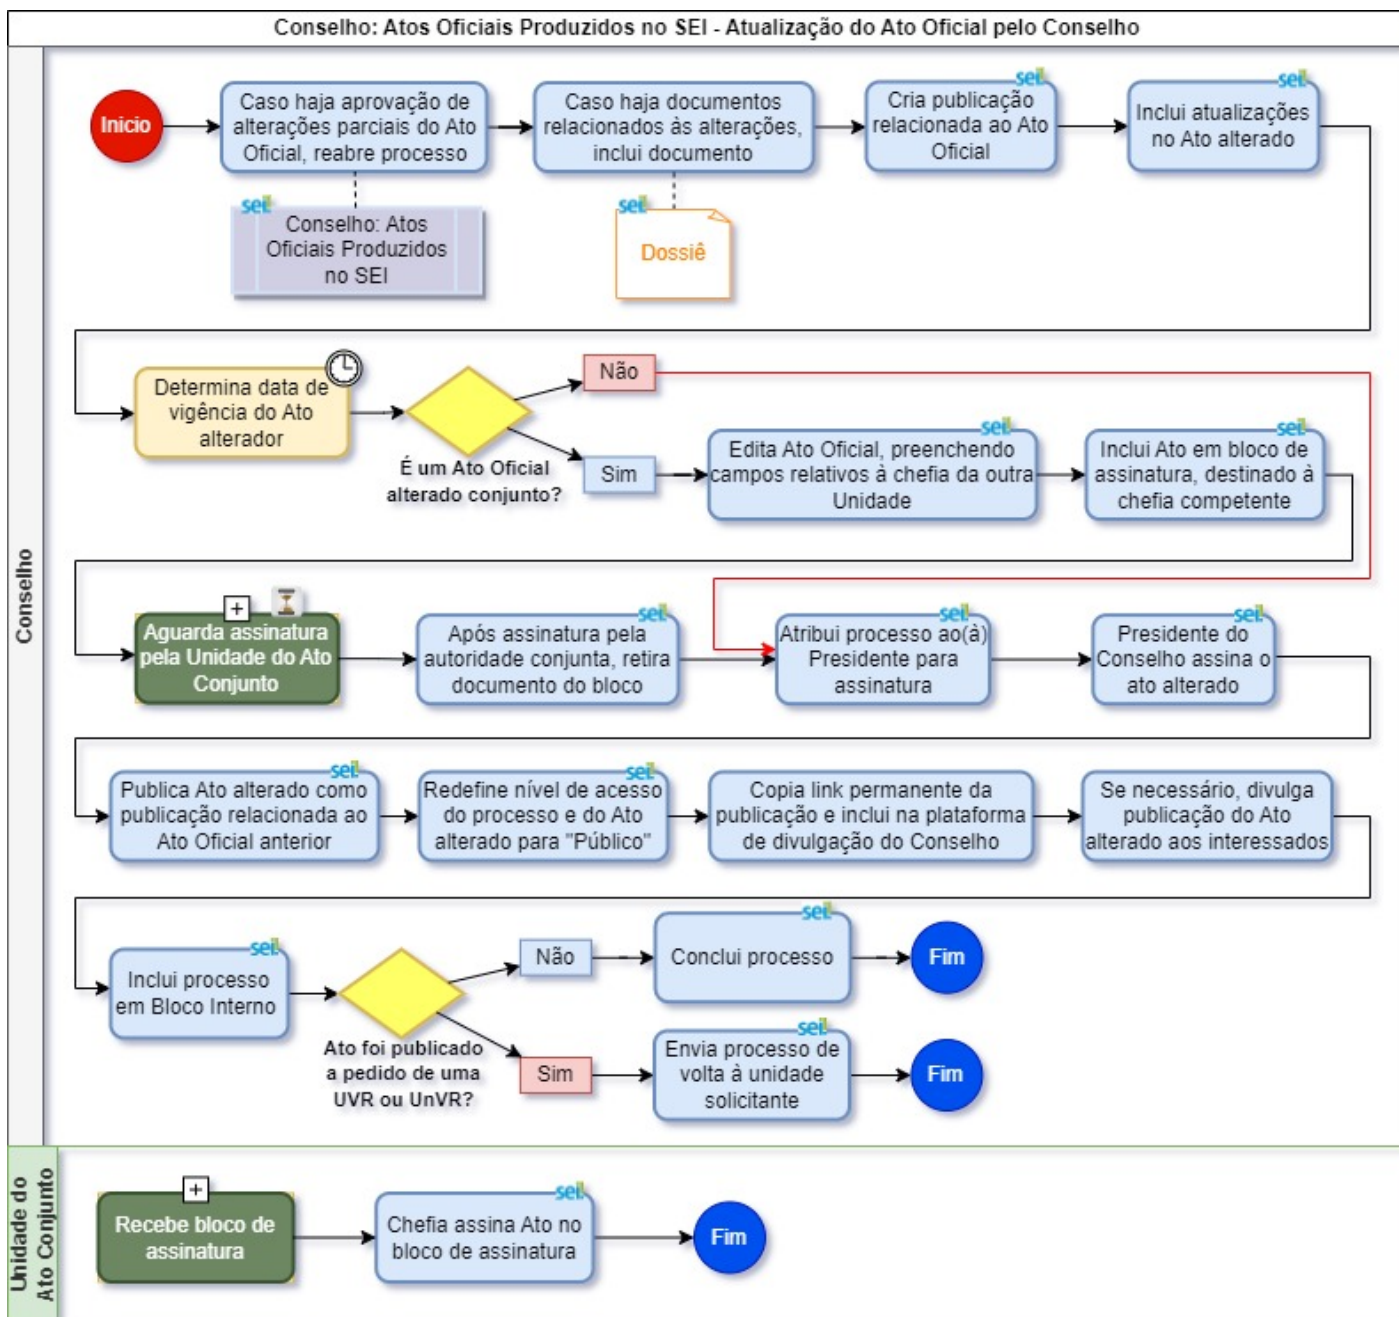 Conselho: Atos Oficiais Produzidos no SEI - Atualização do Ato Oficial pelo Conselho
Conselho
Início
Caso haja aprovação de
alterações parciais do Ato
Oficial, reabre processo
sei!
Conselho: Atos
Oficiais Produzidos
no SEI
Caso haja documentos
relacionados às alterações,
inclui documento
sei!
Dossiê
sei!
Cria publicação
relacionada ao Ato
Oficial
sei!
Inclui atualizações
no Ato alterado
Determina data de
vigência do Ato
alterador
É um Ato Oficial
alterado conjunto?
Não
Sim
sei!
Edita Ato Oficial, preenchendo
campos relativos à chefia da outra
Unidade
sei!
Inclui Ato em bloco de
assinatura, destinado à
chefia competente
+
Aguarda assinatura
pela Unidade do Ato
Conjunto
sei!
Após assinatura pela
autoridade conjunta, retira
documento do bloco
sei!
Atribui processo ao(à)
Presidente para
assinatura
sei!
Presidente do
Conselho assina o
ato alterado
sei!
Publica Ato alterado como
publicação relacionada ao
Ato Oficial anterior
sei!
Redefine nível de acesso
do processo e do Ato
alterado para "Público"
Copia link permanente da
publicação e inclui na plataforma
de divulgação do Conselho
Se necessário, divulga
publicação do Ato
alterado aos interessados
sei!
Inclui processo
em Bloco Interno
Ato foi publicado
a pedido de uma
UVR ou UnVR?
Não
sei!
Conclui processo
Fim
Sim
sei!
Envia processo de
volta à unidade
solicitante
Fim
Unidade do
Ato Conjunto
+
Recebe bloco de
assinatura
sei!
Chefia assina Ato no
bloco de assinatura
Fim